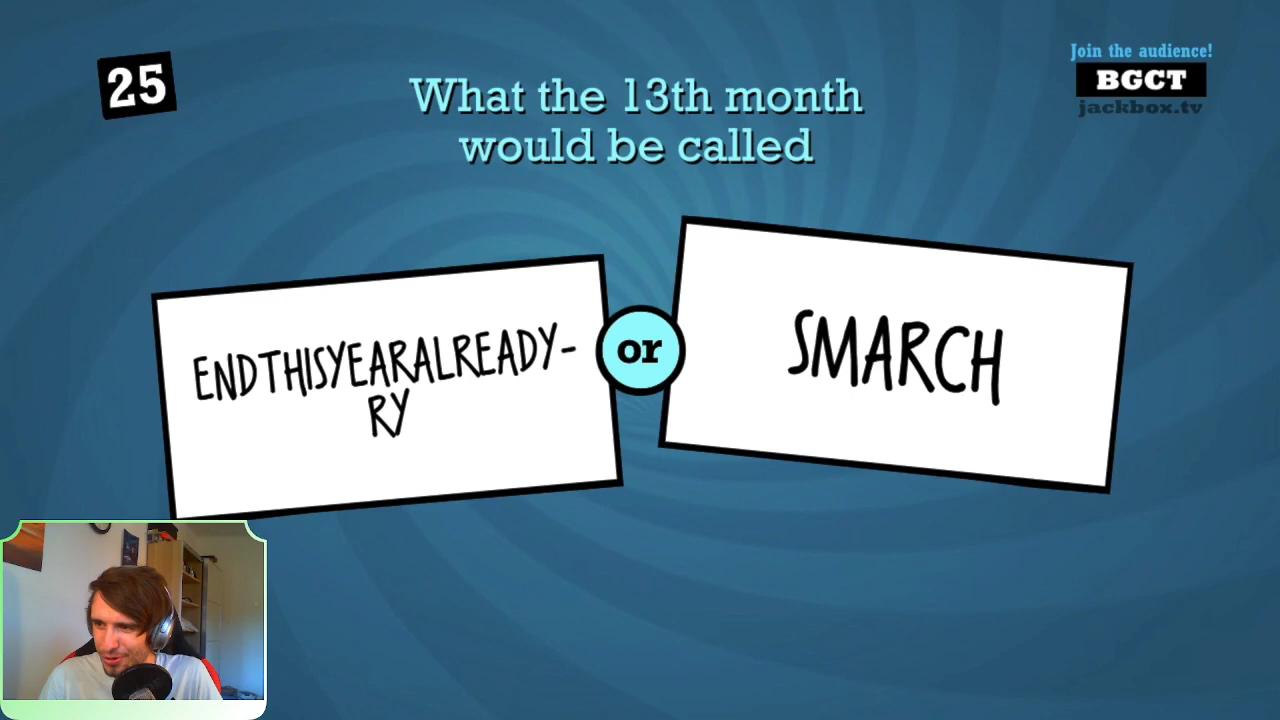 25
What the 13th month
would be called
Join the audience!
BGCT
jackbox.tv
ENDTHISYEARALREADY-
RY
or
SMARCH